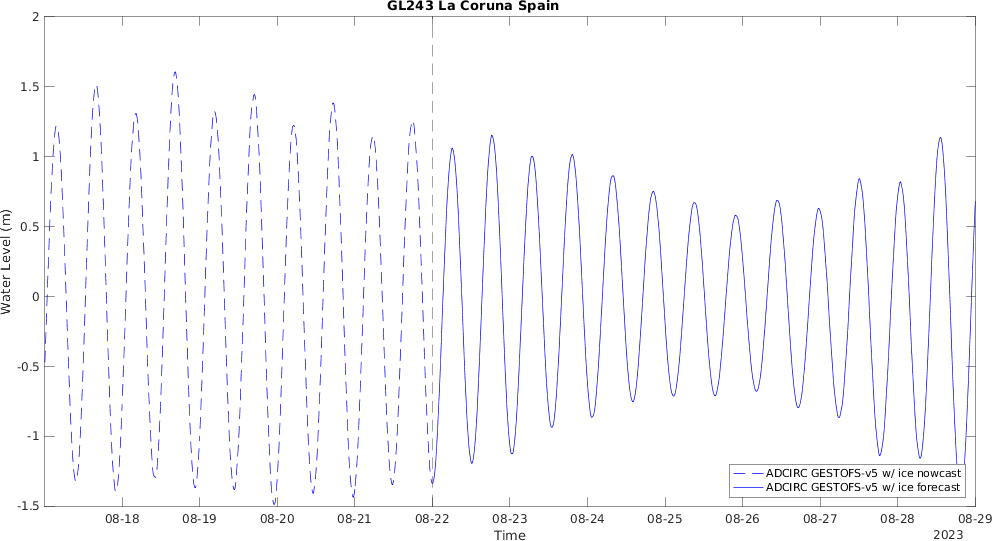 GL243 La Coruna Spain
Water Level (m)
2
1.5
1
0.5
0
-0.5
-1
-1.5
ADCIRC GESTOFS-v5 w/ ice nowcast
ADCIRC GESTOFS-v5 w/ ice forecast
08-18 08-19 08-20 08-21 08-22 08-23 08-24 08-25 08-26 08-27 08-28 08-29
Time
2023